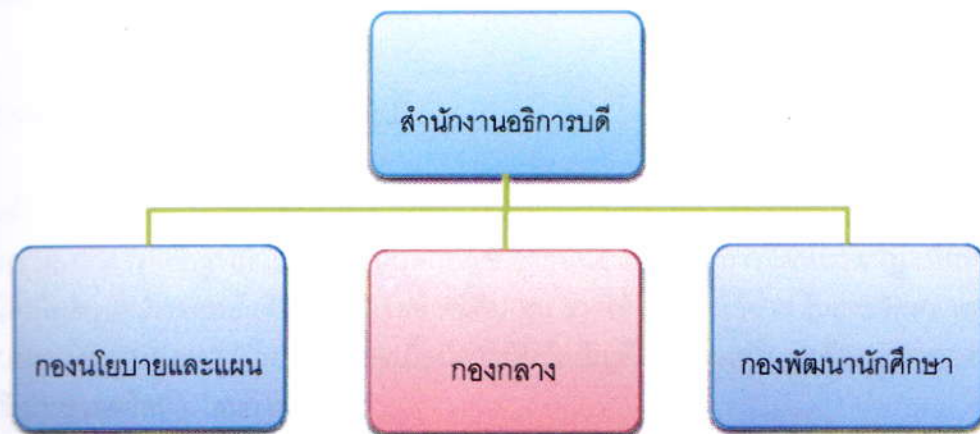 สำนักงานอธิการบดี
กองนโยบายและแผน
กองกลาง
กองพัฒนานักศึกษา